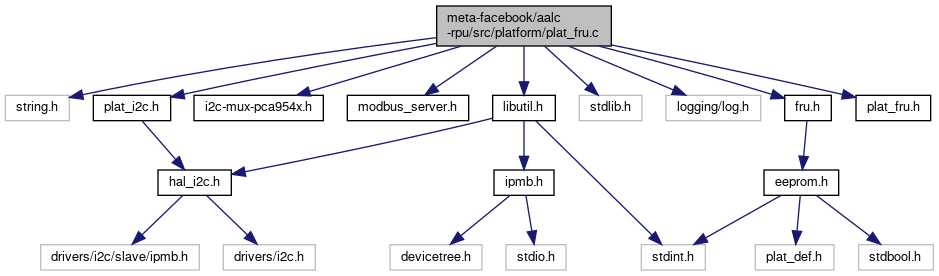 meta-facebook/aalc
-rpu/src/platform/plat_fru.c
string.h
plat_i2c.h
i2c-mux-pca954x.h
modbus_server.h
libutil.h
stdlib.h
logging/log.h
fru.h
plat_fru.h
hal_i2c.h
ipmb.h
eeprom.h
drivers/i2c/slave/ipmb.h
drivers/i2c.h
devicetree.h
stdio.h
stdint.h
plat_def.h
stdbool.h